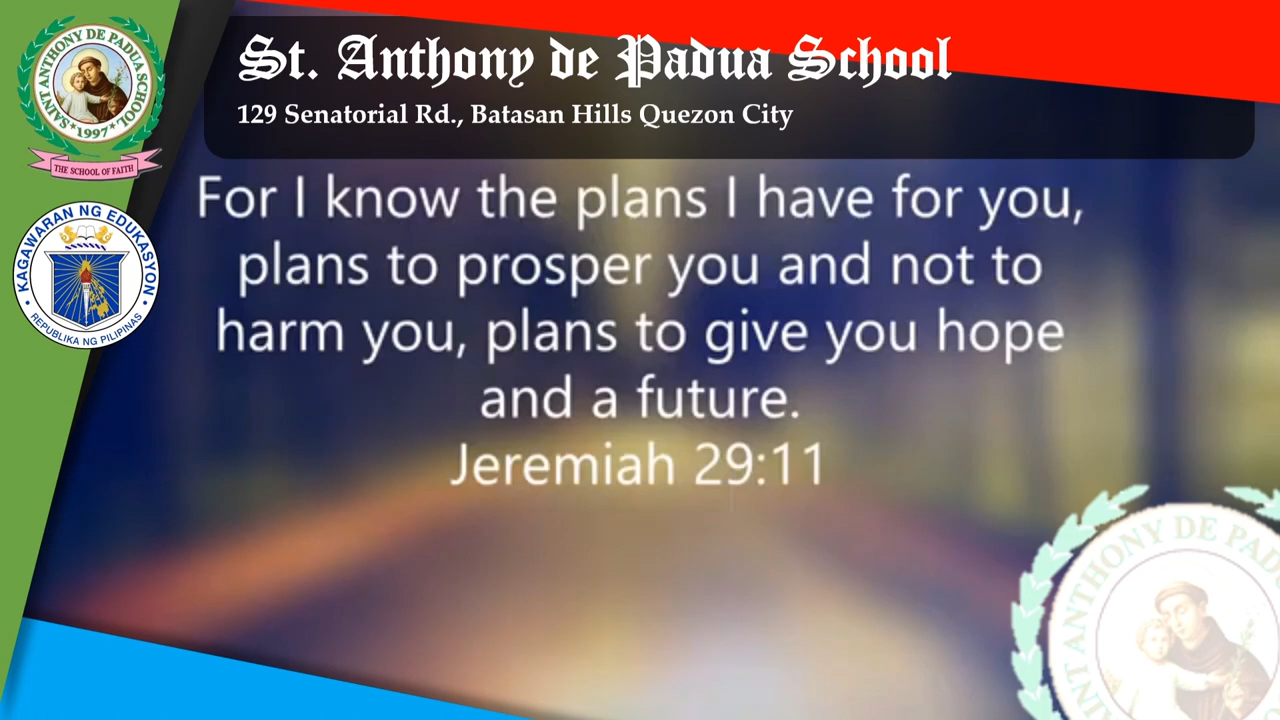 St. Anthony de Padua School
129 Senatorial Rd., Batasan Hills Quezon City
SAINT ANTHONY DE PADUA SCHOOL
*1997*
THE SCHOOL OF FAITH
KAGAWARAN NG EDUKASYON
REPUBLIKA NG PILIPINAS
For I know the plans I have for you,
plans to prosper you and not to
harm you, plans to give you hope
and a future.
Jeremiah 29:11
AINT ANTHONY DE PAD